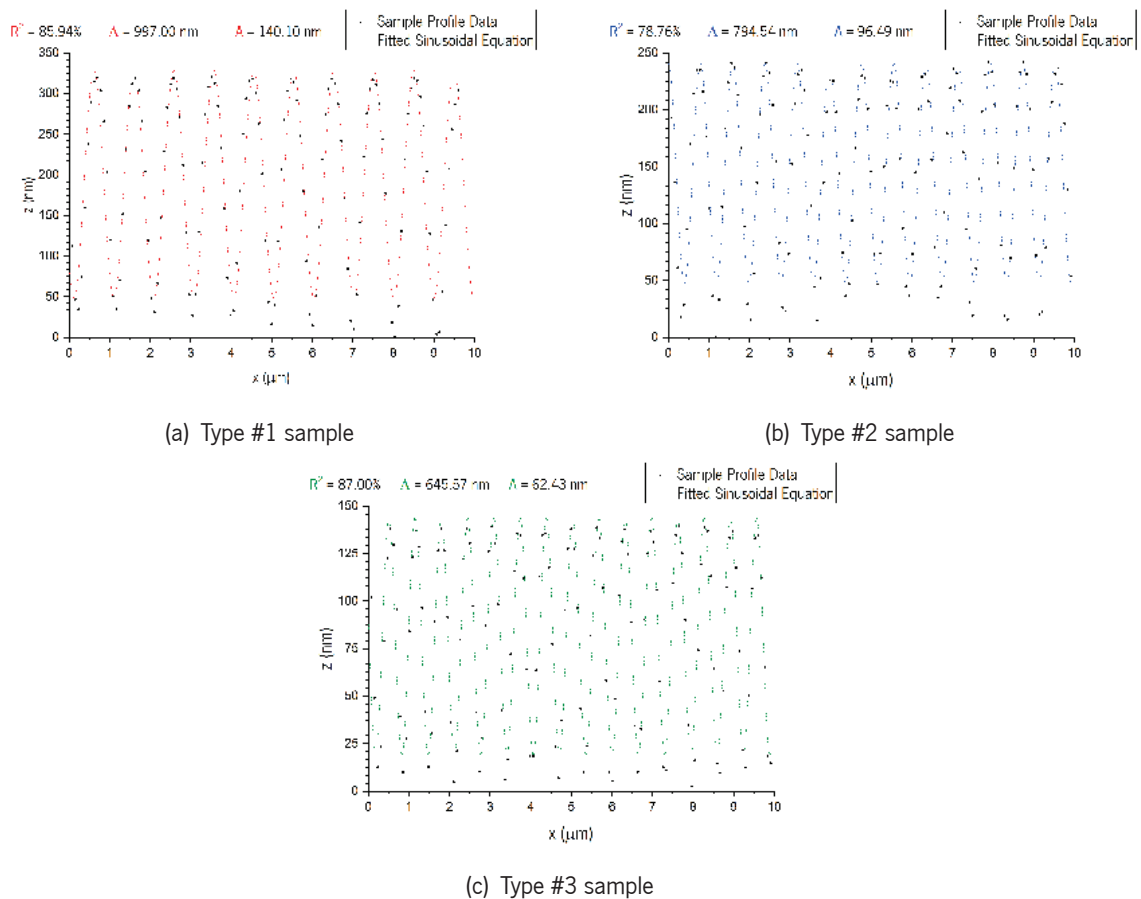 R² = 85.94% Λ = 997.00 nm A = 140.10 nm
Sample Profile Data
Fitted Sinusoidal Equation
350
300
250
200
150
100
50
0
z (nm)
0 1 2 3 4 5 6 7 8 9 10
x (μm)
(a) Type #1 sample
R² = 78.76% Λ = 794.54 nm A = 96.49 nm
Sample Profile Data
Fitted Sinusoidal Equation
250
200
150
100
50
0
z (nm)
0 1 2 3 4 5 6 7 8 9 10
x (μm)
(b) Type #2 sample
R² = 87.00% Λ = 645.57 nm A = 62.43 nm
Sample Profile Data
Fitted Sinusoidal Equation
150
125
100
75
50
25
0
z (nm)
0 1 2 3 4 5 6 7 8 9 10
x (μm)
(c) Type #3 sample